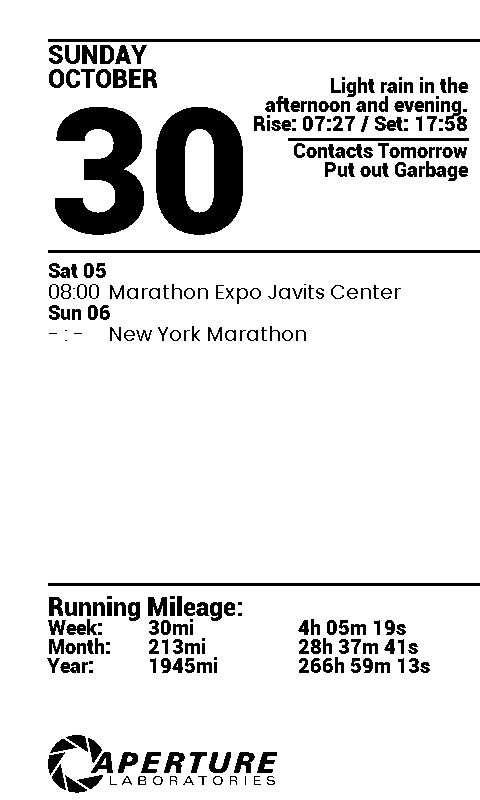 SUNDAY
OCTOBER
30
Light rain in the
afternoon and evening.
Rise: 07:27 / Set: 17:58
Contacts Tomorrow
Put out Garbage
Sat 05
08:00 Marathon Expo Javits Center
Sun 06
- : - New York Marathon
Running Mileage:
Week: 30mi 4h 05m 19s
Month: 213mi 28h 37m 41s
Year: 1945mi 266h 59m 13s
APERTURE
LABORATORIES